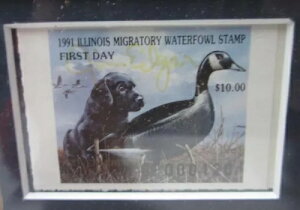 1991 ILLINOIS MIGRATORY WATERFOWL STAMP
FIRST DAY
$10.00